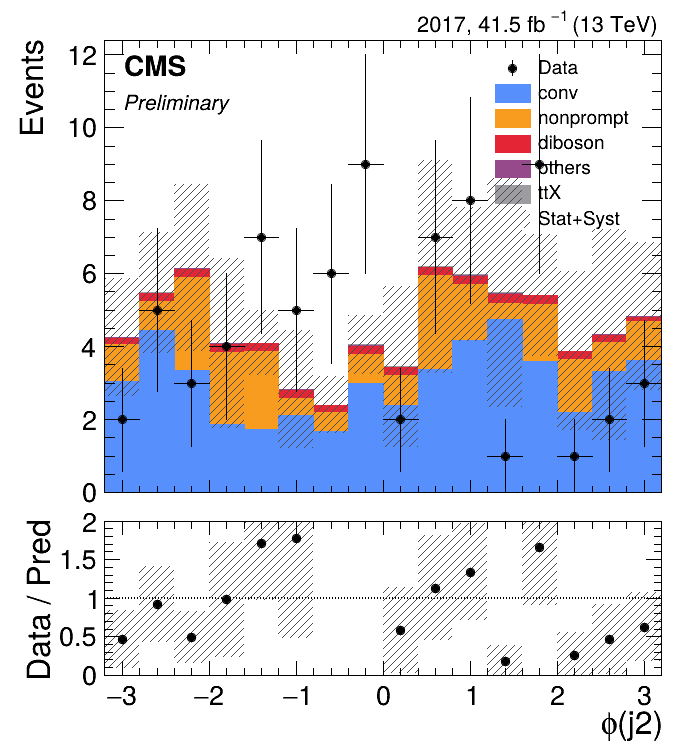 2017, 41.5 fb⁻¹ (13 TeV)
Events
12
10
8
6
4
2
0
CMS
Preliminary
Data
conv
nonprompt
diboson
others
ttX
Stat+Syst
Data / Pred
2
1.5
1
0.5
0
−3 −2 −1 0 1 2 3
ϕ(j2)